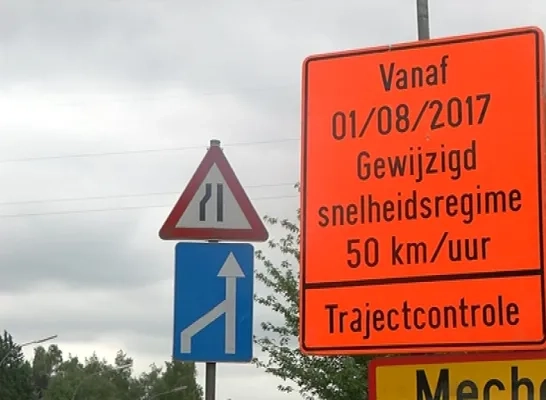 Vanaf
01/08/2017
Gewijzigd
snelheidsregime
50 km/uur
Trajectcontrole